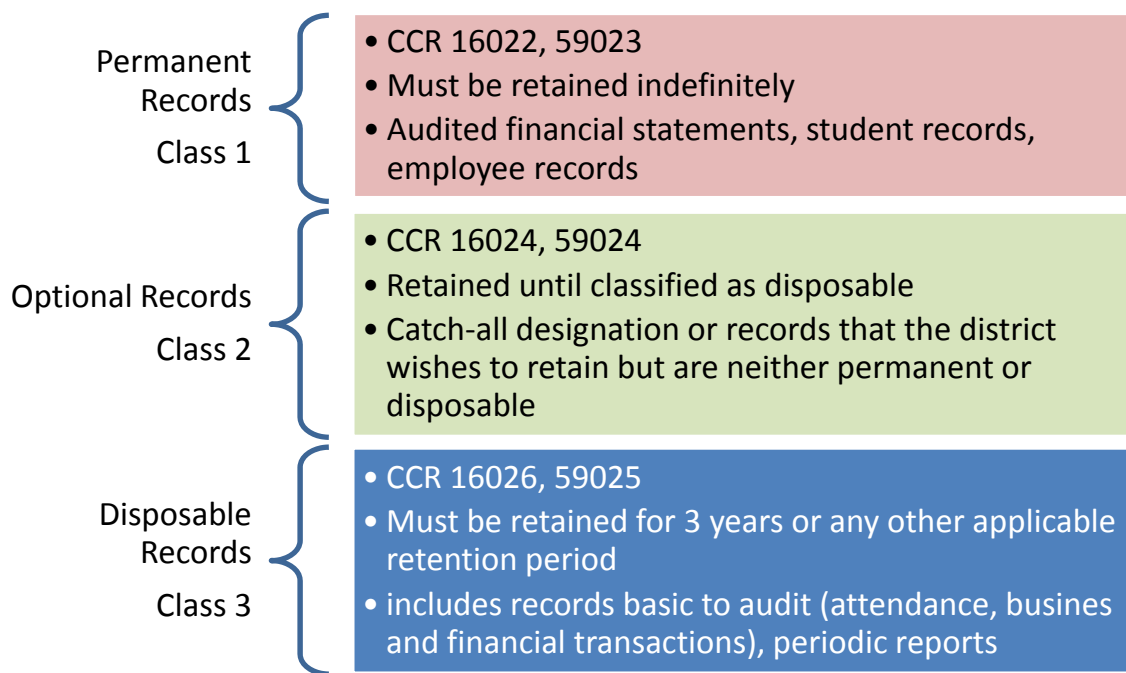 Permanent
Records
Class 1
• CCR 16022, 59023
• Must be retained indefinitely
• Audited financial statements, student records,
employee records
Optional Records
Class 2
• CCR 16024, 59024
• Retained until classified as disposable
• Catch-all designation or records that the district
wishes to retain but are neither permanent or
disposable
Disposable
Records
Class 3
• CCR 16026, 59025
• Must be retained for 3 years or any other applicable
retention period
• includes records basic to audit (attendance, busines
and financial transactions), periodic reports